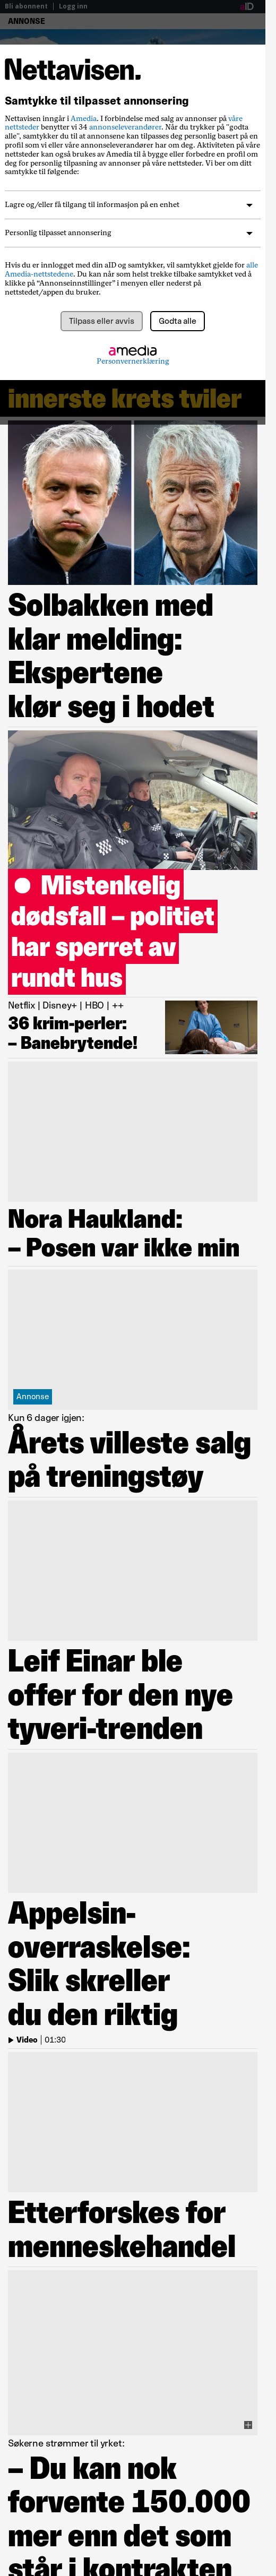 Bli abonnent | Logg inn
aID
ANNONSE
Nettavisen.
Samtykke til tilpasset annonsering
Nettavisen inngår i Amedia. I forbindelse med salg av annonser på våre
nettsteder benytter vi 34 annonseleverandører. Når du trykker på "godta
alle", samtykker du til at annonsene kan tilpasses deg personlig basert på en
profil som vi eller våre annonseleverandører har om deg. Aktiviteten på våre
nettsteder kan også brukes av Amedia til å bygge eller forbedre en profil om
deg for personlig tilpasning av annonser på våre nettsteder. Vi ber om ditt
samtykke til følgende:
Lagre og/eller få tilgang til informasjon på en enhet
Personlig tilpasset annonsering
Hvis du er innlogget med din aID og samtykker, vil samtykket gjelde for alle
Amedia-nettstedene. Du kan når som helst trekke tilbake samtykket ved å
klikke på “Annonseinnstillinger” i menyen eller nederst på
nettstedet/appen du bruker.
Tilpass eller avvis
Godta alle
amedia
Personvernerklæring
innerste krets tviler
Solbakken med
klar melding:
Ekspertene
klør seg i hodet
Mistenkelig
dødsfall – politiet
har sperret av
rundt hus
Netflix | Disney+ | HBO | ++
36 krim-perler:
– Banebrytende!
Nora Haukland:
– Posen var ikke min
Annonse
Kun 6 dager igjen:
Årets villeste salg
på treningstøy
Leif Einar ble
offer for den nye
tyveri-trenden
Appelsin-
overraskelse:
Slik skreller
du den riktig
Video | 01:30
Etterforskes for
menneskehandel
Søkerne strømmer til yrket:
– Du kan nok
forvente 150.000
mer enn det som
står i kontrakten